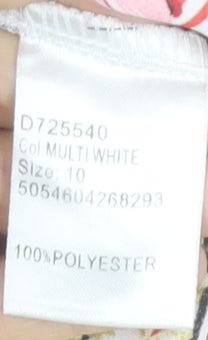 D725540
Col:MULTI WHITE
Size: 10
5054604268293
100%POLYESTER